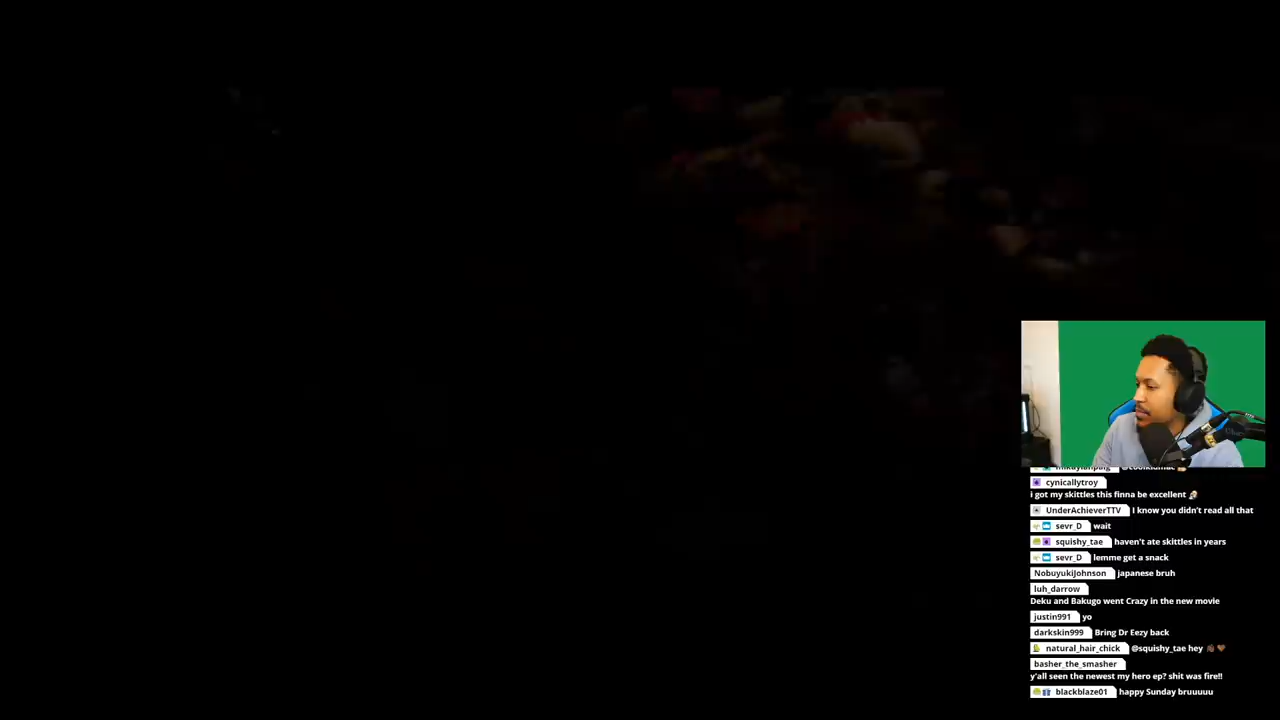 cynicallytroy
i got my skittles this finna be excellent
UnderAchieverTTV I know you didn't read all that
sevr_D wait
squishy_tae haven't ate skittles in years
sevr_D lemme get a snack
NobuyukiJohnson japanese bruh
luh_darrow
Deku and Bakugo went Crazy in the new movie
justin991 yo
darkskin999 Bring Dr Eezy back
natural_hair_chick @squishy_tae hey
basher_the_smasher
y'all seen the newest my hero ep? shit was fire!!
blackblaze01 happy Sunday bruuuuu